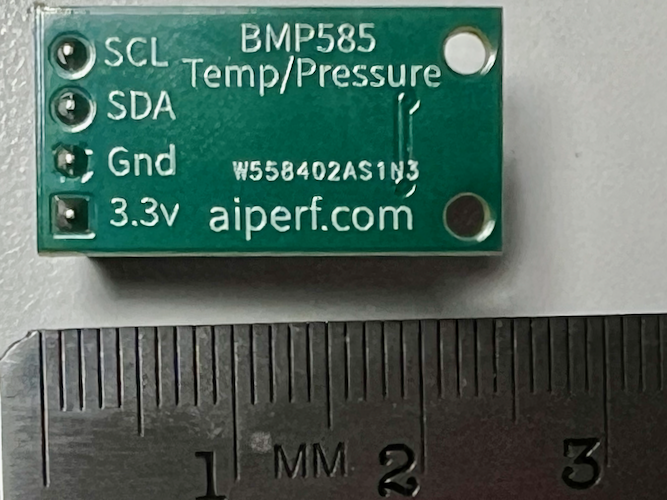 SCL
BMP585
Temp/Pressure
SDA
Gnd
W558402AS1N3
3.3v
aiperf.com
1 MM 2 3